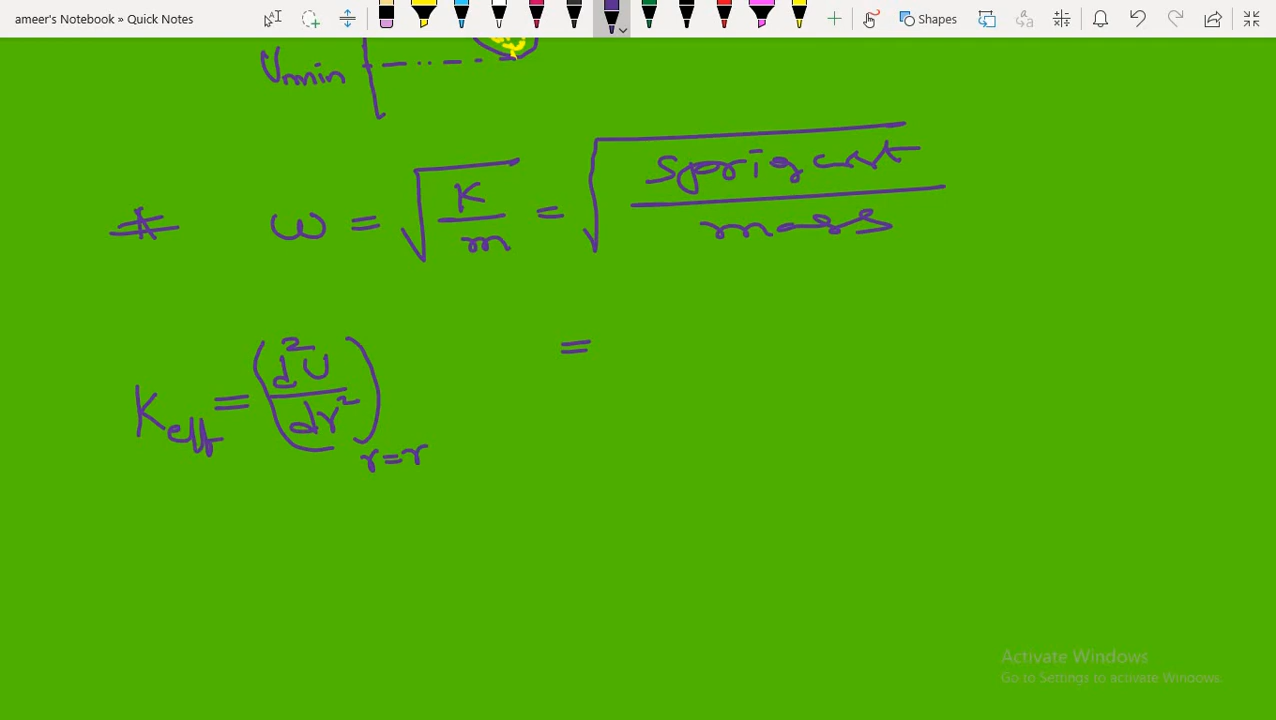 ameer's Notebook » Quick Notes
Shapes
Umin
ω = √(K/m) = √(Spring cnst/mass)
=
Keff = (d²U/dr²)r=r
Activate Windows
Go to Settings to activate Windows.